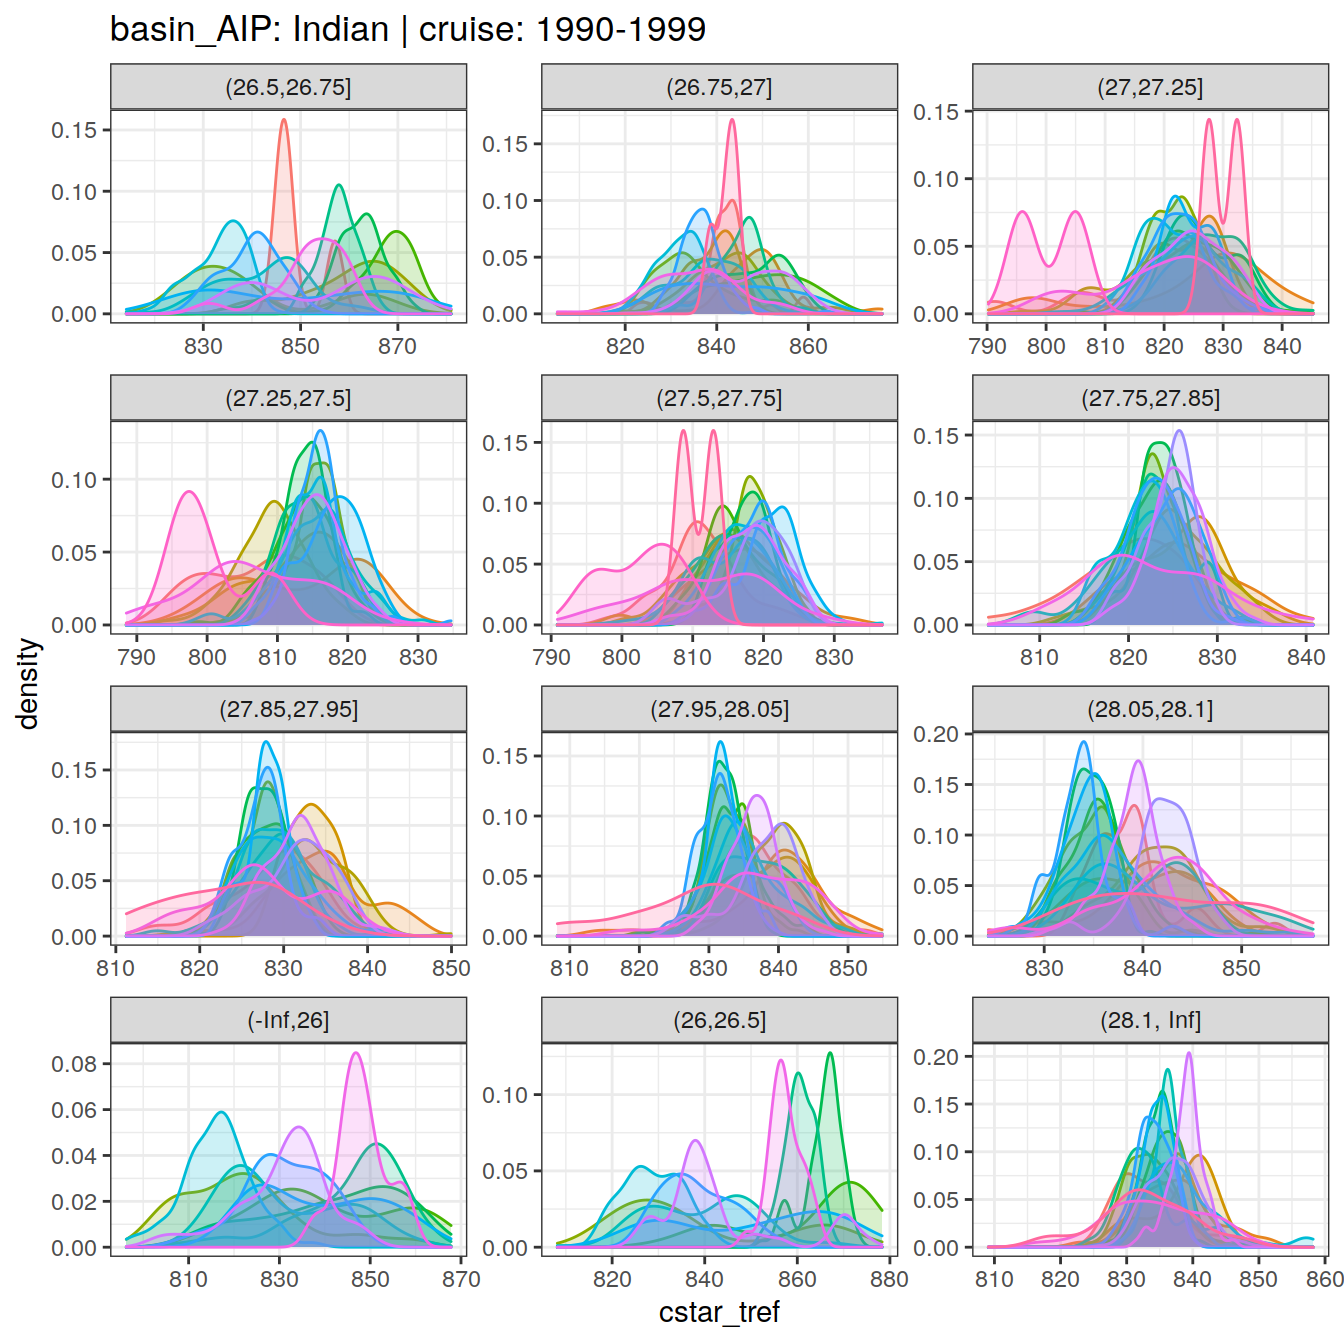 basin_AIP: Indian | cruise: 1990-1999
(26.5,26.75] (26.75,27] (27,27.25]
0.15 0.15 0.15
0.10 0.10 0.10
0.05 0.05 0.05
0.00 0.00 0.00
830 850 870 820 840 860 790 800 810 820 830 840
(27.25,27.5] (27.5,27.75] (27.75,27.85]
0.15 0.15
0.10 0.10 0.10
0.05 0.05 0.05
0.00 0.00 0.00
790 800 810 820 830 790 800 810 820 830 810 820 830 840
density
(27.85,27.95] (27.95,28.05] (28.05,28.1]
0.20
0.15 0.15 0.15
0.10 0.10 0.10
0.05 0.05 0.05
0.00 0.00 0.00
810 820 830 840 850 810 820 830 840 850 830 840 850
(-Inf,26] (26,26.5] (28.1, Inf]
0.08 0.20
0.06 0.10 0.15
0.04 0.05 0.10
0.02 0.05
0.00 0.00 0.00
810 830 850 870 820 840 860 880 810 820 830 840 850 860
cstar_tref